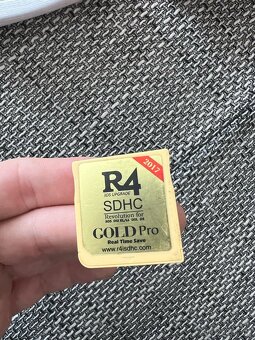 2017
R4
SDHC
Revolution for
GOLD Pro
Real Time Save
www.r4isdhc.com